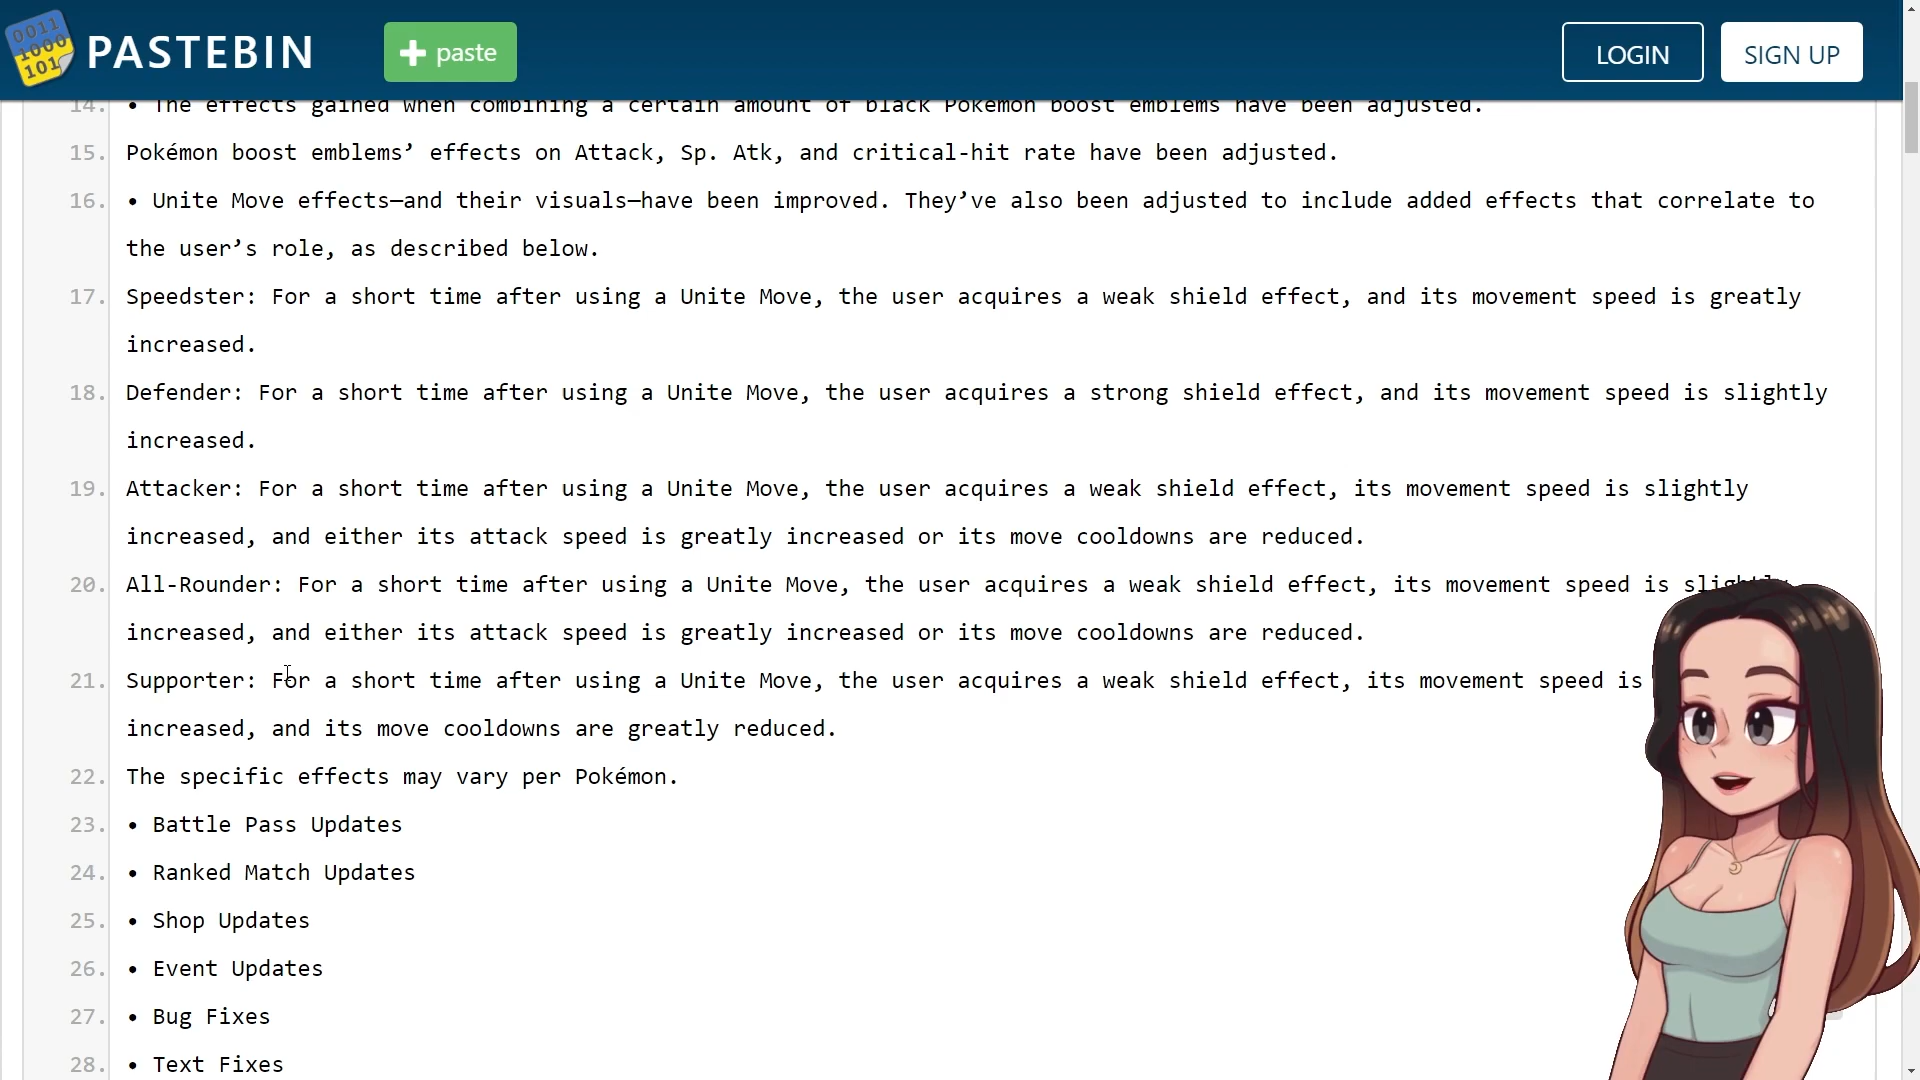 0011
1000
101
PASTEBIN
+ paste
LOGIN
SIGN UP
14. • The effects gained when combining a certain amount of black Pokémon boost emblems have been adjusted.
15. Pokémon boost emblems’ effects on Attack, Sp. Atk, and critical-hit rate have been adjusted.
16. • Unite Move effects—and their visuals—have been improved. They’ve also been adjusted to include added effects that correlate to
the user’s role, as described below.
17. Speedster: For a short time after using a Unite Move, the user acquires a weak shield effect, and its movement speed is greatly
increased.
18. Defender: For a short time after using a Unite Move, the user acquires a strong shield effect, and its movement speed is slightly
increased.
19. Attacker: For a short time after using a Unite Move, the user acquires a weak shield effect, its movement speed is slightly
increased, and either its attack speed is greatly increased or its move cooldowns are reduced.
20. All-Rounder: For a short time after using a Unite Move, the user acquires a weak shield effect, its movement speed is slightly
increased, and either its attack speed is greatly increased or its move cooldowns are reduced.
21. Supporter: For a short time after using a Unite Move, the user acquires a weak shield effect, its movement speed is
increased, and its move cooldowns are greatly reduced.
22. The specific effects may vary per Pokémon.
23. • Battle Pass Updates
24. • Ranked Match Updates
25. • Shop Updates
26. • Event Updates
27. • Bug Fixes
28. • Text Fixes